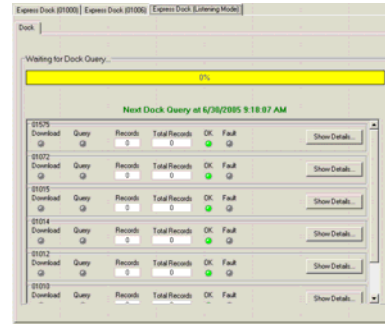 Express Dock (01000) Express Dock (01006) Express Dock (Listening Mode)
Dock
Waiting for Dock Query...
0%
Next Dock Query at 6/30/2005 9:18:07 AM
01575
Download Query Records Total Records OK Fault
0 0 Show Details...
01072
Download Query Records Total Records OK Fault
0 0 Show Details...
01015
Download Query Records Total Records OK Fault
0 0 Show Details...
01014
Download Query Records Total Records OK Fault
0 0 Show Details...
01012
Download Query Records Total Records OK Fault
0 0 Show Details...
01010
Download Query Records Total Records OK Fault
Show Details...